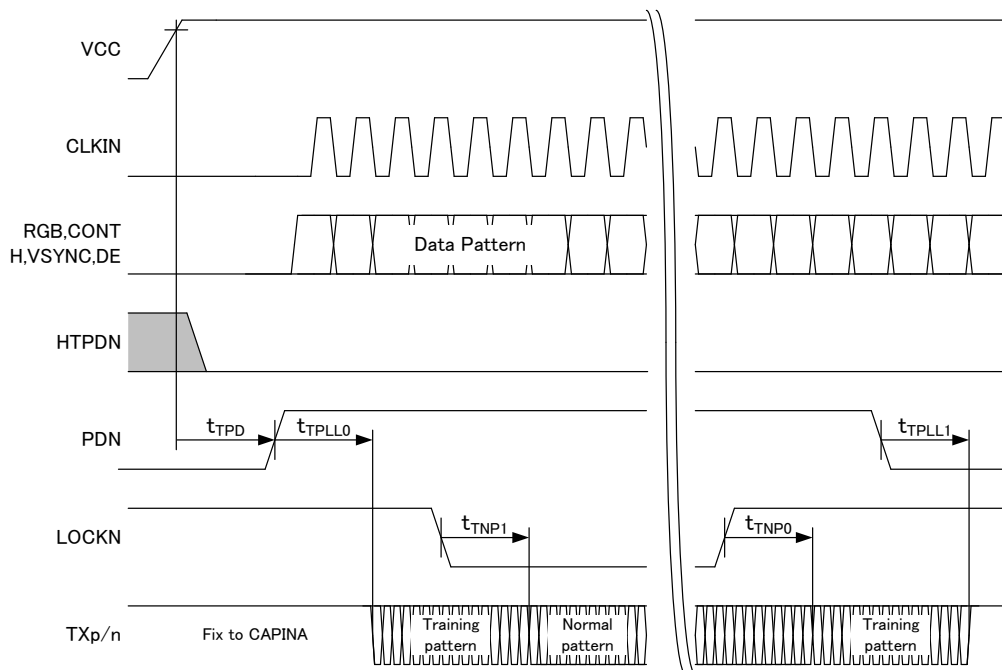 VCC
CLKIN
RGB,CONT
H,VSYNC,DE
Data Pattern
HTPDN
PDN
tTPD
tTPLL0
tTPLL1
LOCKN
tTNP1
tTNP0
TXp/n
Fix to CAPINA
Training
pattern
Normal
pattern
Training
pattern